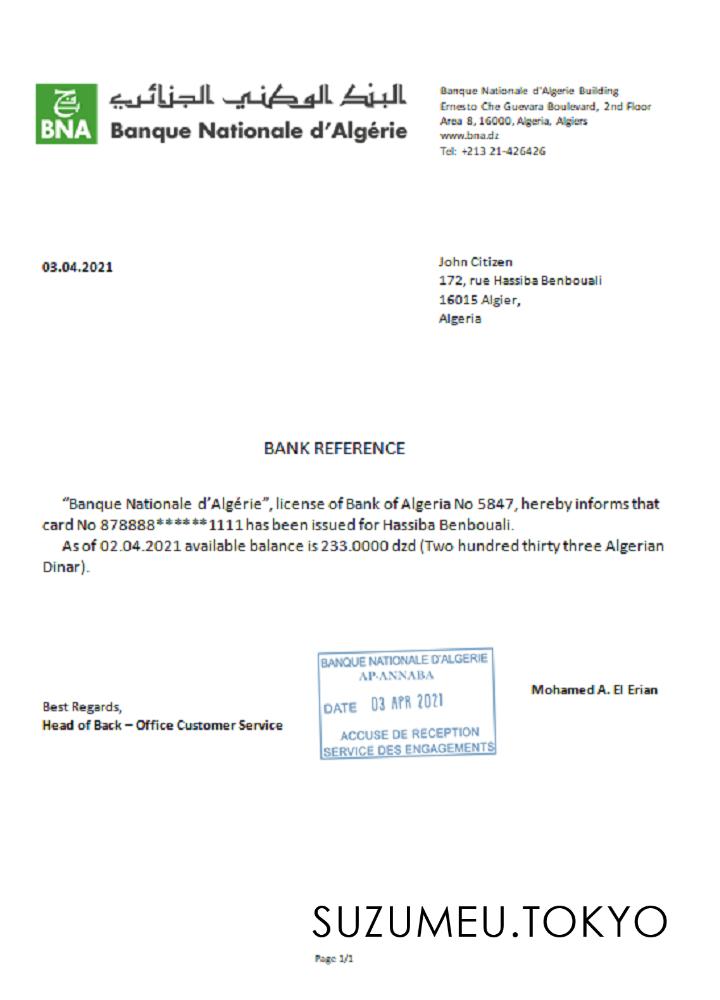 البنك الوطني الجزائري
BNA
Banque Nationale d'Algérie
Banque Nationale d'Algerie Building
Ernesto Che Guevara Boulevard, 2nd Floor
Area 8, 16000, Algeria, Algiers
www.bna.dz
Tel: +213 21-426426
03.04.2021
John Citizen
172, rue Hassiba Benbouali
16015 Algier,
Algeria
BANK REFERENCE
"Banque Nationale d'Algérie", license of Bank of Algeria No 5847, hereby informs that
card No 878888******1111 has been issued for Hassiba Benbouali.
As of 02.04.2021 available balance is 233.0000 dzd (Two hundred thirty three Algerian
Dinar).
BANQUE NATIONALE D'ALGERIE
AP-ANNABA
DATE 03 APR 2021
ACCUSE DE RECEPTION
SERVICE DES ENGAGEMENTS
Mohamed A. El Erian
Best Regards,
Head of Back – Office Customer Service
SUZUMEU.TOKYO
Page 1/1